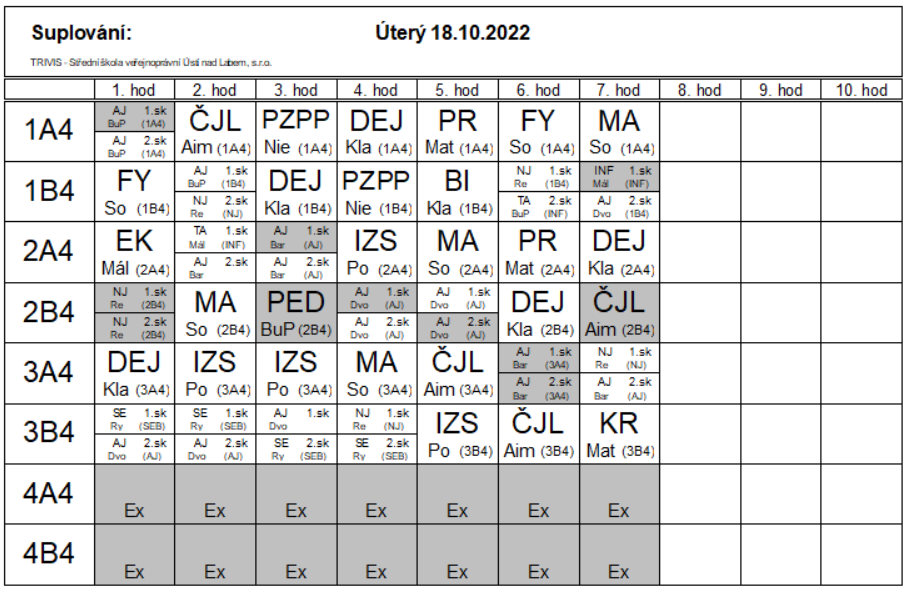 Suplování: Úterý 18.10.2022
TRIVIS - Střední škola veřejnoprávní Ústí nad Labem, s.r.o.
1. hod 2. hod 3. hod 4. hod 5. hod 6. hod 7. hod 8. hod 9. hod 10. hod
1A4
AJ 1.sk BuP (1A4) AJ 2.sk BuP (1A4)
ČJL Aim (1A4)
PZPP Nie (1A4)
DEJ Kla (1A4)
PR Mat (1A4)
FY So (1A4)
MA So (1A4)
1B4
FY So (1B4)
AJ 1.sk BuP (1B4) NJ 2.sk Re (NJ)
DEJ Kla (1B4)
PZPP Nie (1B4)
BI Kla (1B4)
NJ 1.sk Re (1B4) TA 2.sk BuP (INF)
INF 1.sk Mál (INF) AJ 2.sk Dvo (1B4)
2A4
EK Mál (2A4)
TA 1.sk Mál (INF) AJ 2.sk Bar
AJ 1.sk Bar (AJ) AJ 2.sk Bar (AJ)
IZS Po (2A4)
MA So (2A4)
PR Mat (2A4)
DEJ Kla (2A4)
2B4
NJ 1.sk Re (2B4) NJ 2.sk Re (2B4)
MA So (2B4)
PED BuP (2B4)
AJ 1.sk Dvo (AJ) AJ 2.sk Dvo (AJ)
AJ 1.sk Dvo (AJ) AJ 2.sk Dvo (AJ)
DEJ Kla (2B4)
ČJL Aim (2B4)
3A4
DEJ Kla (3A4)
IZS Po (3A4)
IZS Po (3A4)
MA So (3A4)
ČJL Aim (3A4)
AJ 1.sk Bar (3A4) AJ 2.sk Bar (3A4)
NJ 1.sk Re (NJ) AJ 2.sk Bar (AJ)
3B4
SE 1.sk Ry (SEB) AJ 2.sk Dvo (AJ)
SE 1.sk Ry (SEB) AJ 2.sk Dvo (AJ)
AJ 1.sk Dvo SE 2.sk Ry (SEB)
NJ 1.sk Re (NJ) SE 2.sk Ry (SEB)
IZS Po (3B4)
ČJL Aim (3B4)
KR Mat (3B4)
4A4 Ex Ex Ex Ex Ex Ex Ex
4B4 Ex Ex Ex Ex Ex Ex Ex